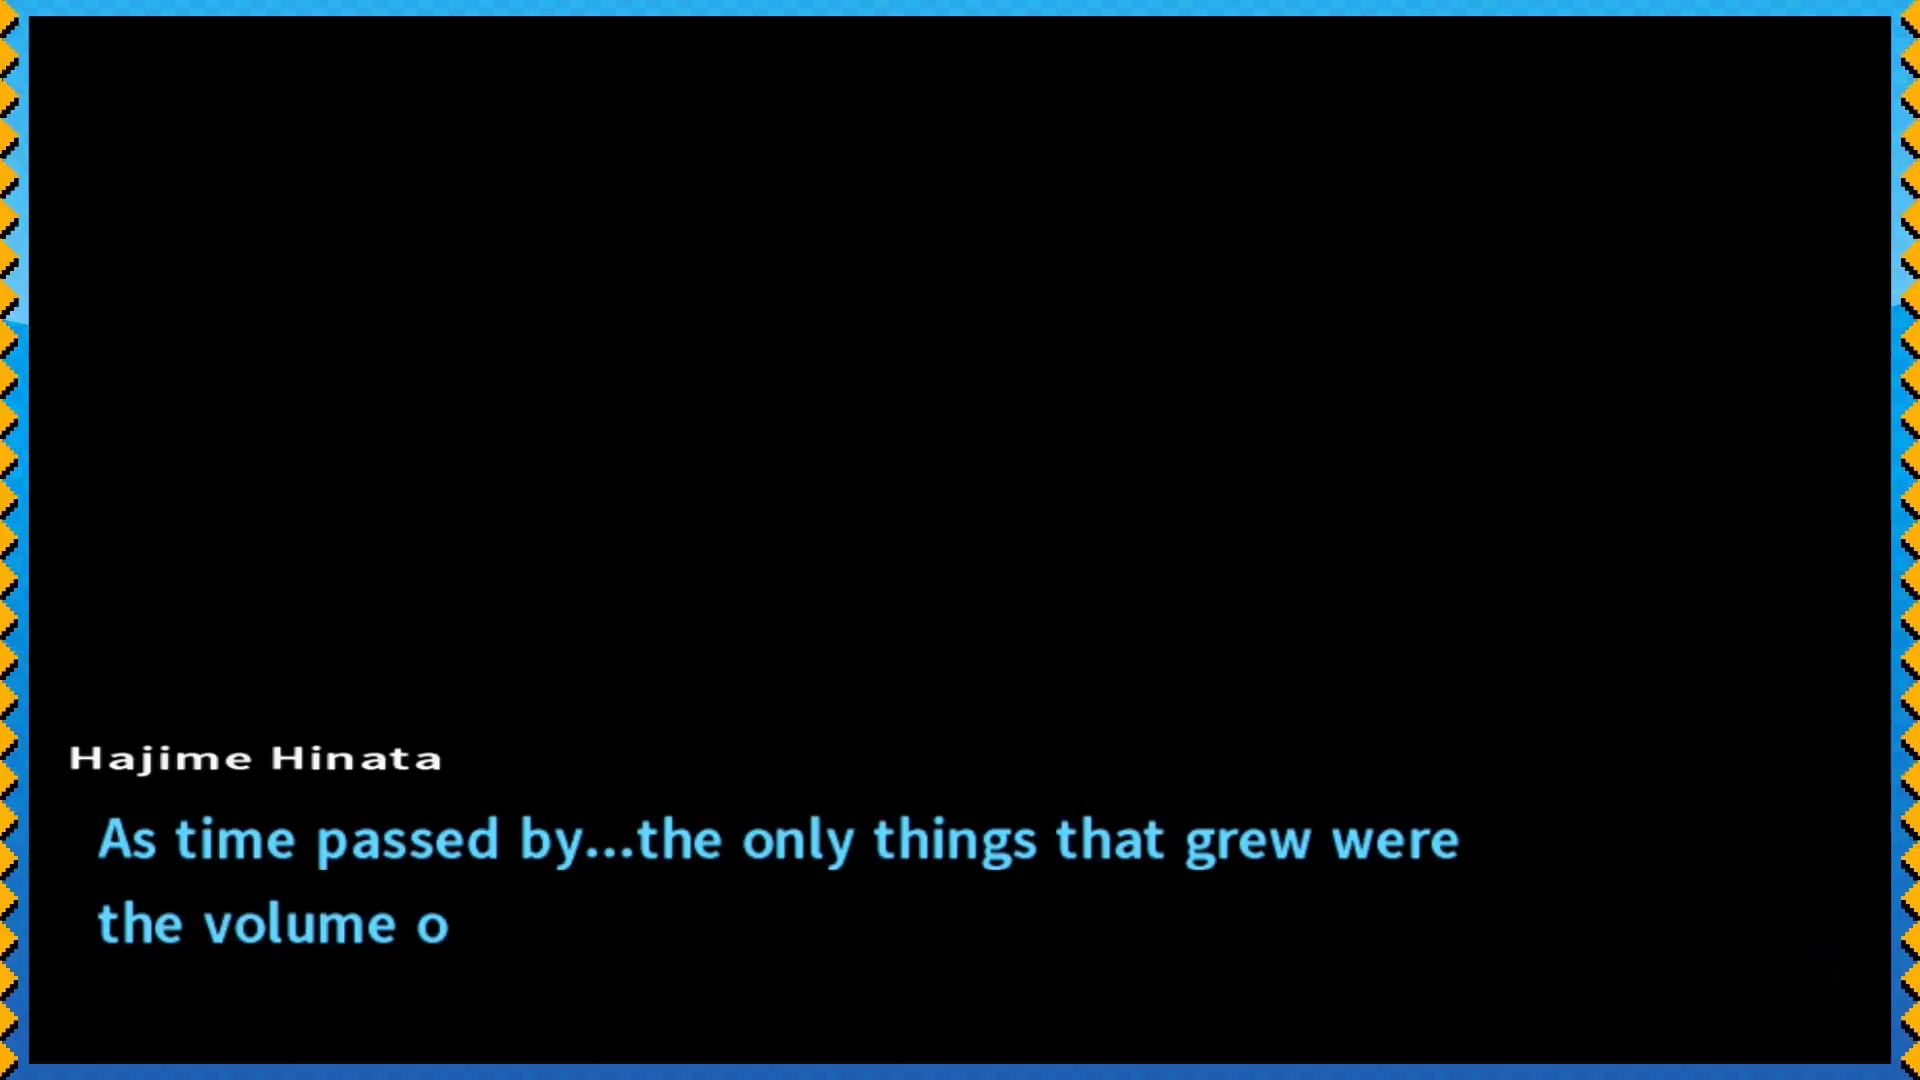 Hajime Hinata
As time passed by...the only things that grew were
the volume o